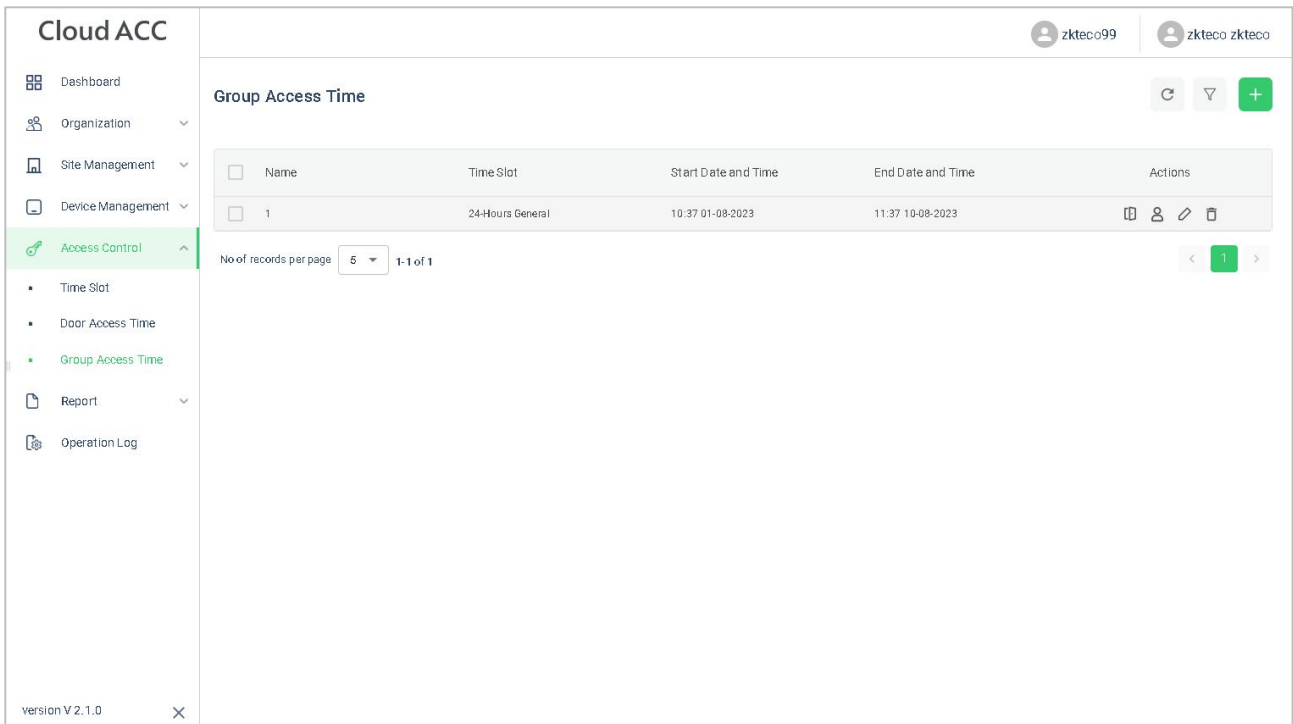 Cloud ACC
zkteco99
zkteco zkteco
Dashboard
Organization
Site Management
Device Management
Access Control
Time Slot
Door Access Time
Group Access Time
Report
Operation Log
version V 2.1.0
Group Access Time
Name Time Slot Start Date and Time End Date and Time Actions
1 24-Hours General 10:37 01-08-2023 11:37 10-08-2023
No of records per page 5 1-1 of 1
1